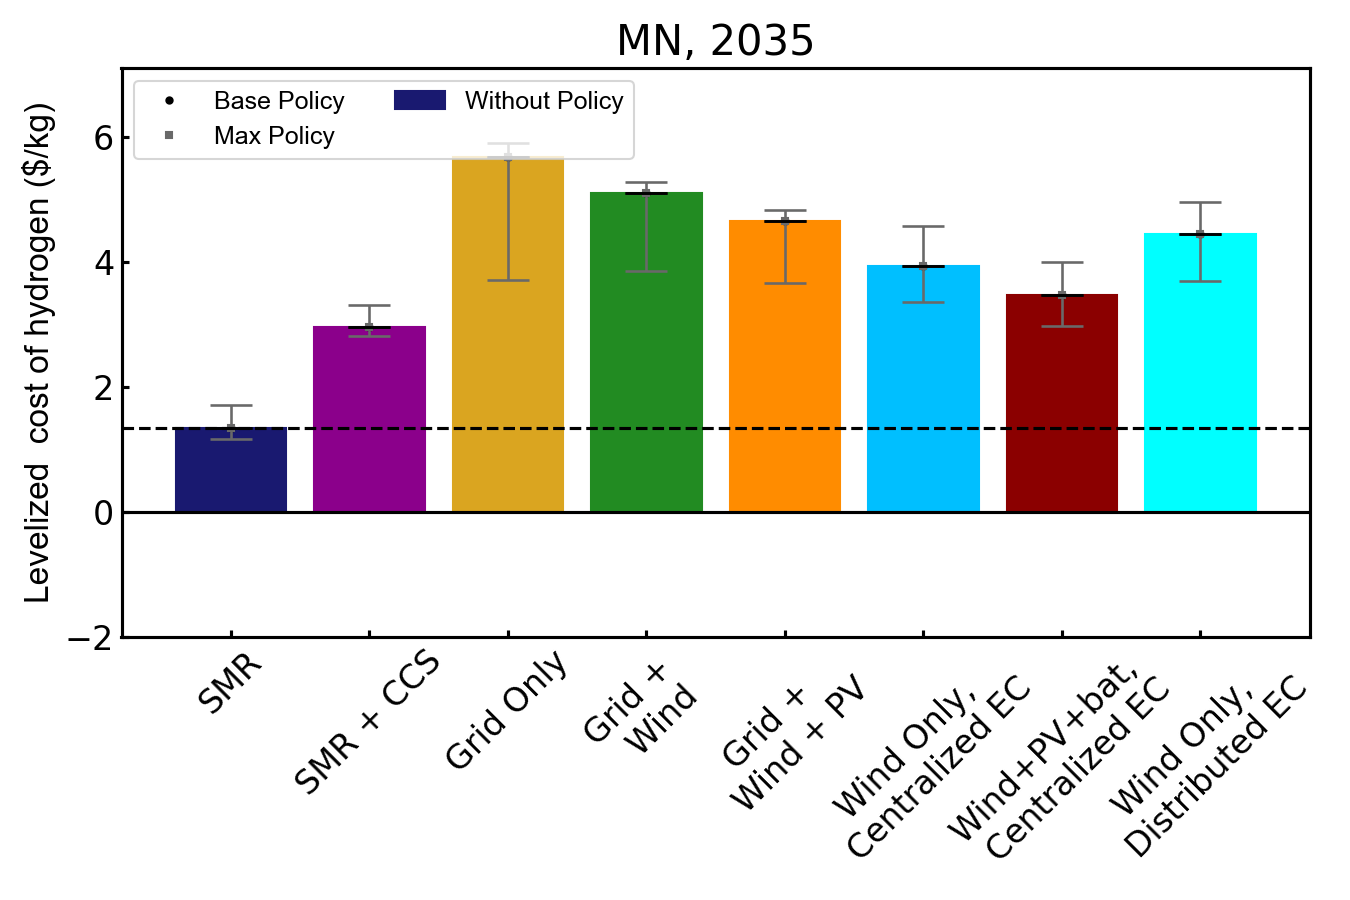 MN, 2035
Base Policy
Max Policy
Without Policy
Levelized cost of hydrogen ($/kg)
6
4
2
0
−2
SMR
SMR + CCS
Grid Only
Grid +
Wind
Grid +
Wind + PV
Wind Only,
Centralized EC
Wind+PV+bat,
Centralized EC
Wind Only,
Distributed EC